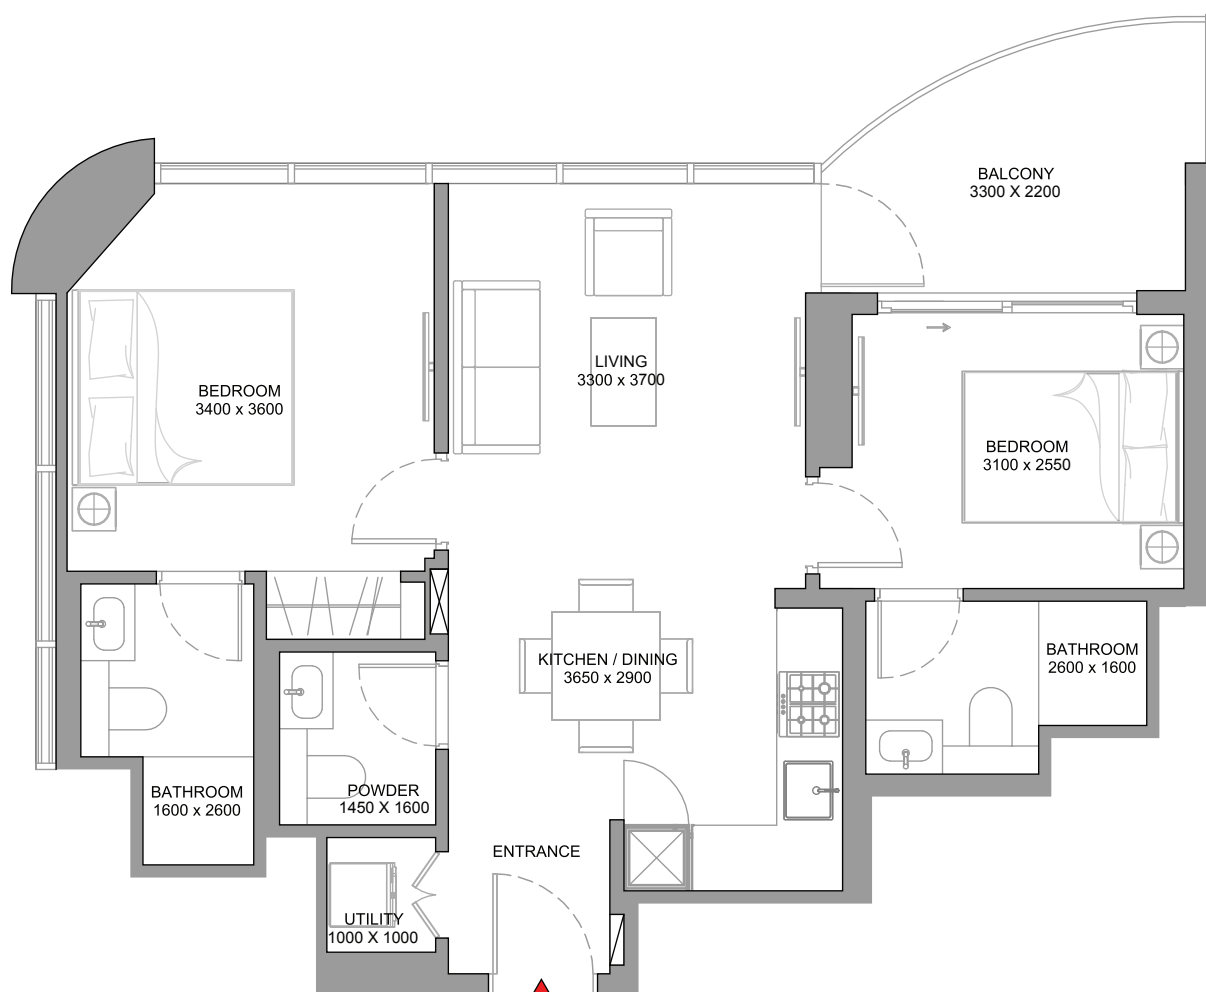 BALCONY
3300 X 2200
LIVING
3300 x 3700
BEDROOM
3400 x 3600
BEDROOM
3100 x 2550
KITCHEN / DINING
3650 x 2900
BATHROOM
2600 x 1600
BATHROOM
1600 x 2600
POWDER
1450 X 1600
ENTRANCE
UTILITY
1000 X 1000